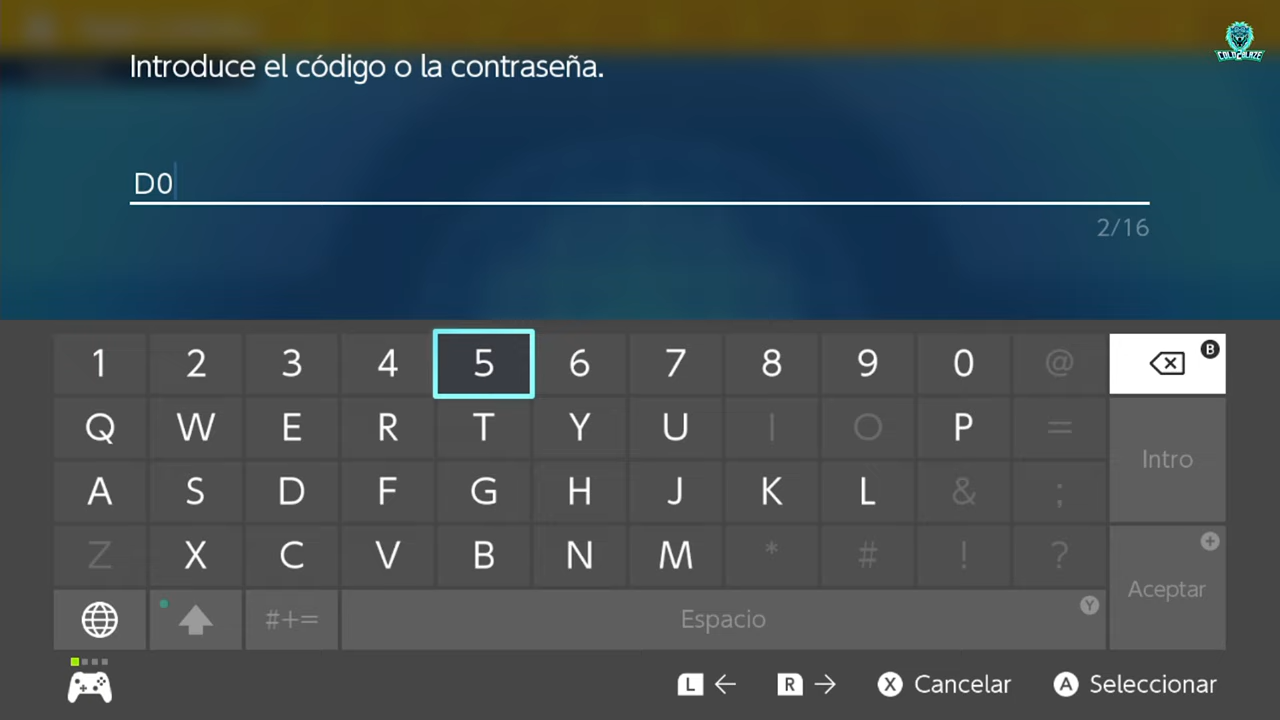 COLOCOLAZE
Introduce el código o la contraseña.
D0
2/16
1 2 3 4 5 6 7 8 9 0 @ B
Q W E R T Y U I O P =
Intro
A S D F G H J K L & ;
Z X C V B N M * # ! ? +
Aceptar
#+= Espacio Y
L ← R → X Cancelar A Seleccionar